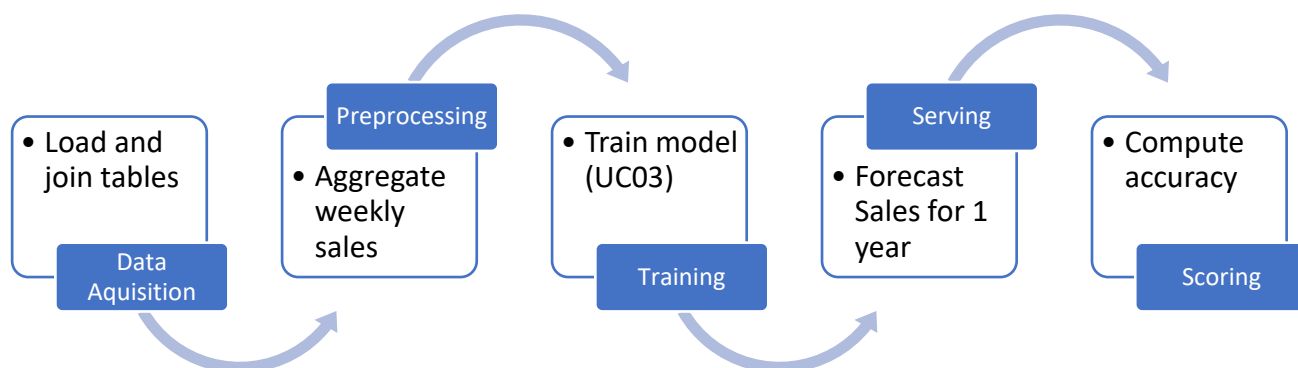 • Load and
join tables
Data
Aquisition
Preprocessing
• Aggregate
weekly
sales
• Train model
(UC03)
Training
Serving
• Forecast
Sales for 1
year
• Compute
accuracy
Scoring